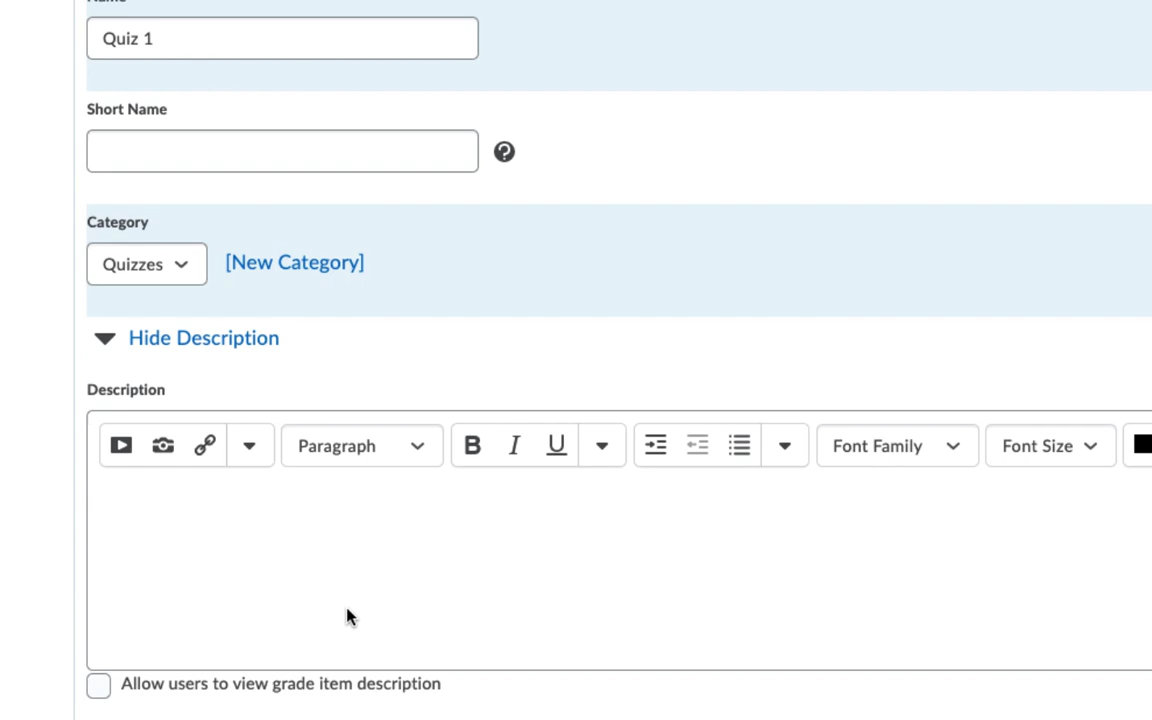 Name
Quiz 1
Short Name
Category
Quizzes
[New Category]
Hide Description
Description
Paragraph B I U Font Family Font Size
Allow users to view grade item description